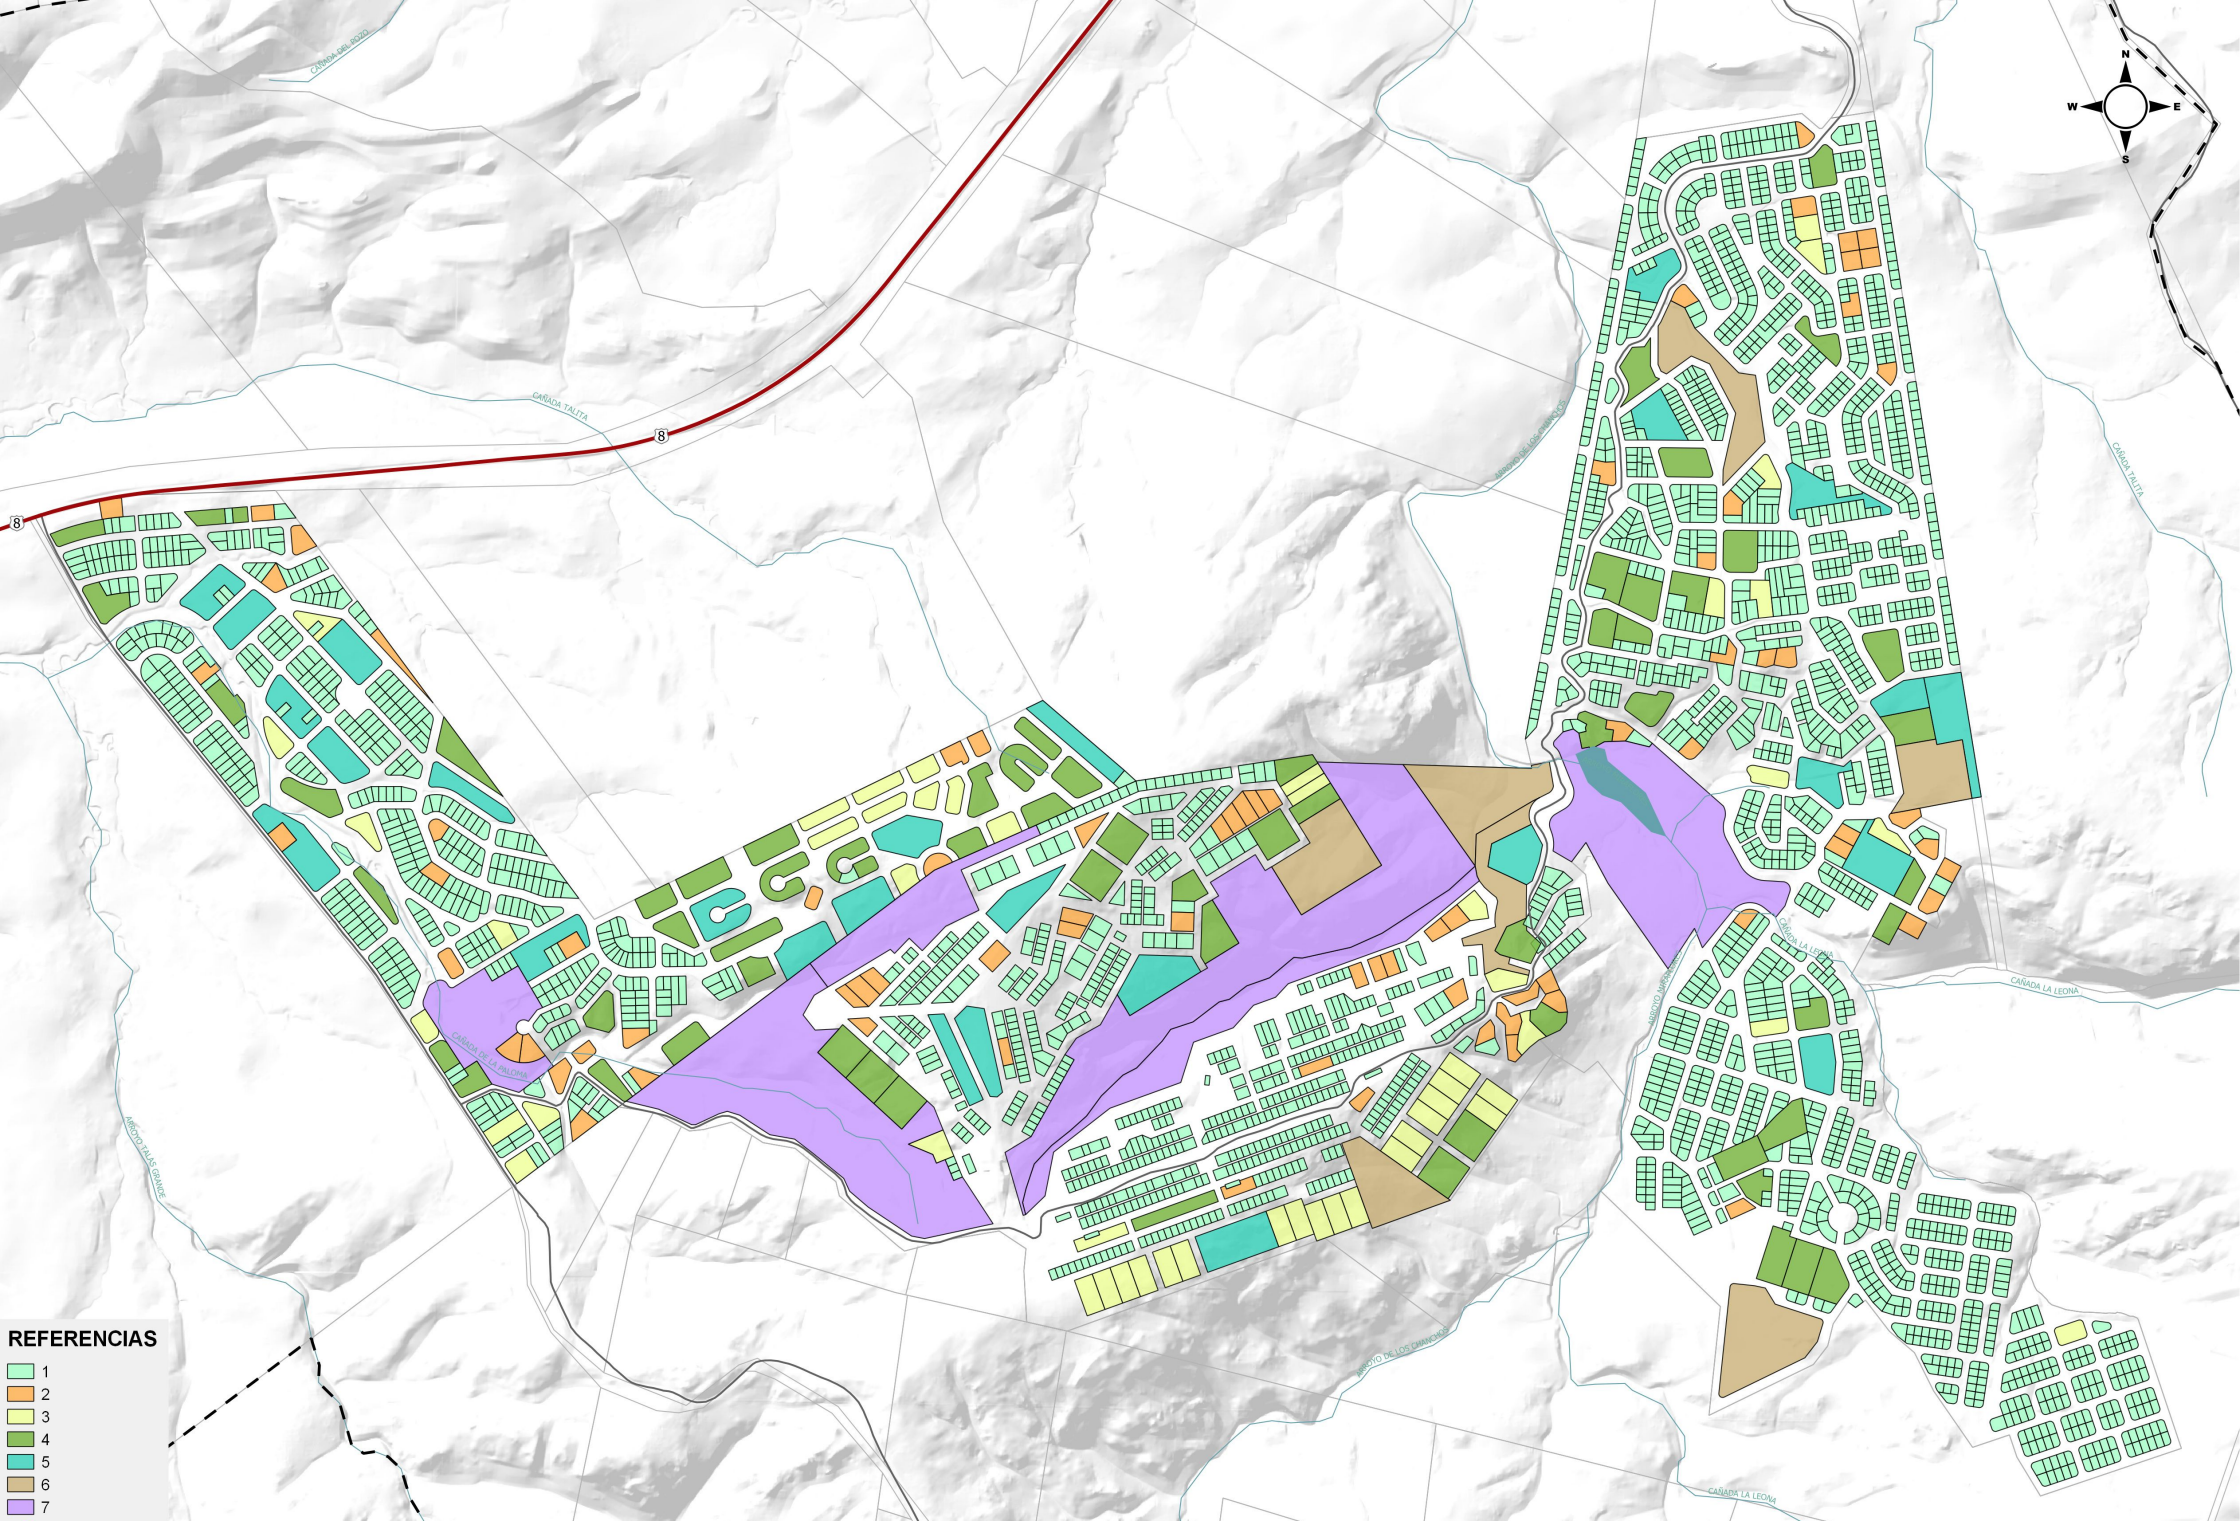 CAÑADA DEL POZO
N
W E
S
CAÑADA TALITA
8
ARROYO DE LOS CHANCHOS
CAÑADA TALITA
8
CAÑADA LA LEONA
CAÑADA LA LEONA
CAÑADA DE LA PALOMA
ARROYO TALAS GRANDE
REFERENCIAS
1
2
3
4
5
6
7
ARROYO DE LOS CHANCHOS
CAÑADA LA LEONA